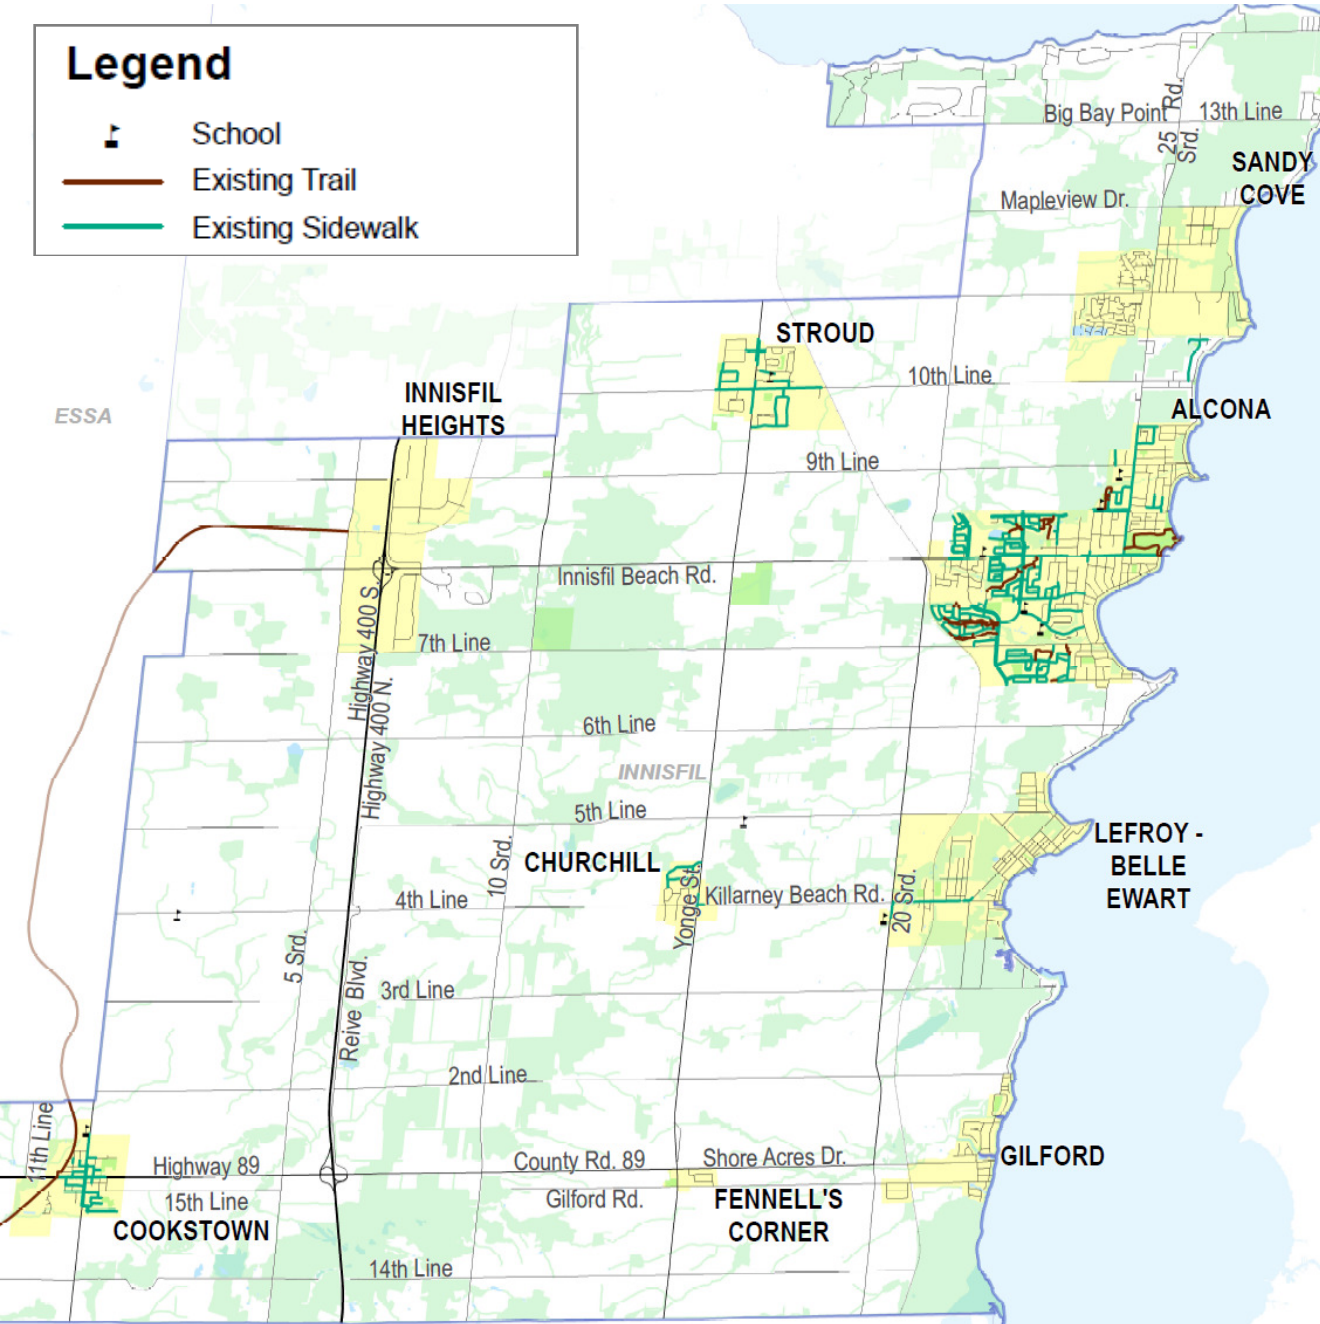 Legend
School
Existing Trail
Existing Sidewalk
Big Bay Point Rd.
13th Line
25 Srd.
SANDY
COVE
Mapleview Dr.
STROUD
10th Line
INNISFIL
HEIGHTS
ESSA
ALCONA
9th Line
Innisfil Beach Rd.
Highway 400 S.
7th Line
Highway 400 N.
6th Line
INNISFIL
5th Line
LEFROY -
BELLE
EWART
CHURCHILL
10 Srd.
4th Line
Yonge St.
Killarney Beach Rd.
20 Srd.
5 Srd.
Reive Blvd.
3rd Line
2nd Line
11th Line
Highway 89
County Rd. 89
Shore Acres Dr.
GILFORD
15th Line
Gilford Rd.
FENNELL'S
CORNER
COOKSTOWN
14th Line